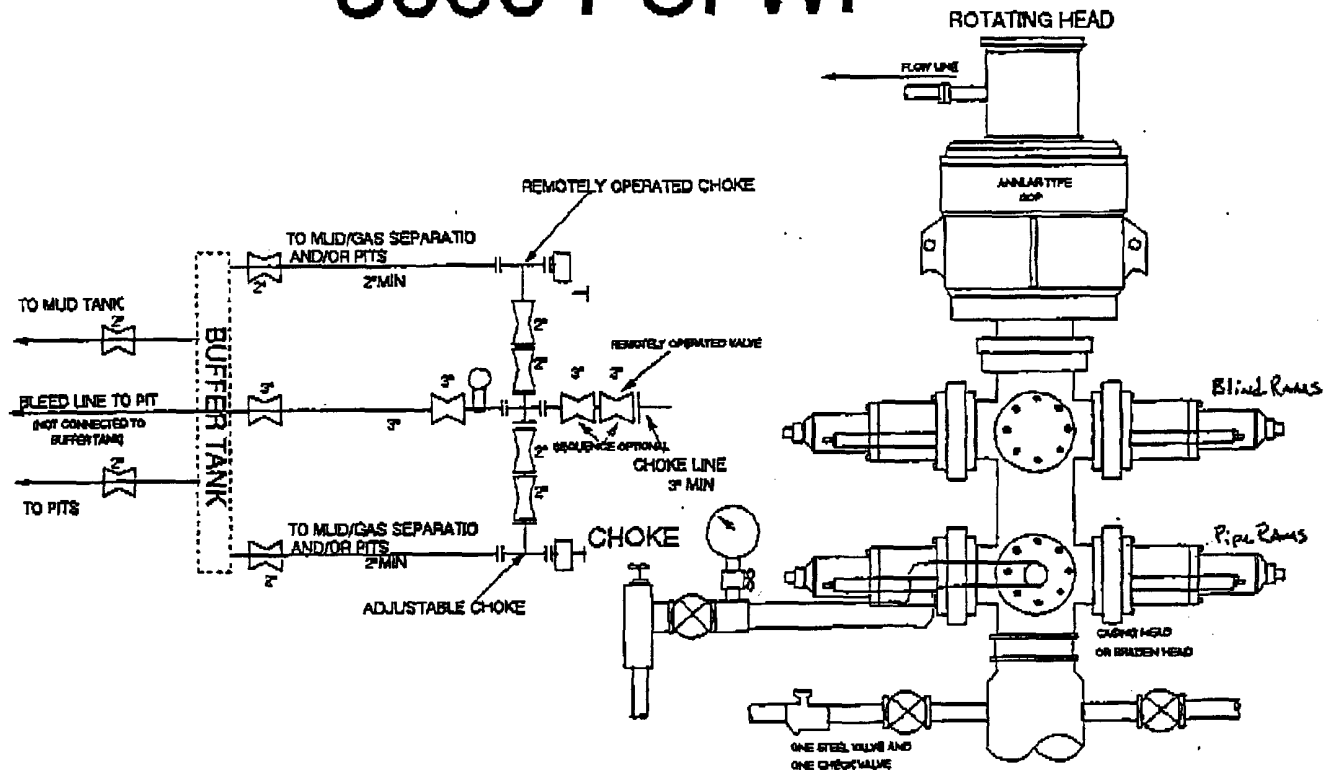 ROTATING HEAD
FLOW LINE
REMOTELY OPERATED CHOKE
TO MUD/GAS SEPARATIO
AND/OR PITS
2" MIN
2"
TO MUD TANK
2"
2"
2"
REMOTELY OPERATED VALVE
BUFFER TANK
3"
3"
3"
3"
BLEED LINE TO PIT
(NOT CONNECTED TO
BUFFER TANK)
3"
SEQUENCE OPTIONAL
2"
CHOKE LINE
3" MIN
2"
2"
TO PITS
TO MUD/GAS SEPARATIO
AND/OR PITS
2" MIN
2"
CHOKE
ADJUSTABLE CHOKE
Blind Rams
Pipe Rams
CASING HEAD
OR BRADEN HEAD
ONE STEEL VALVE AND
ONE CHECK VALVE